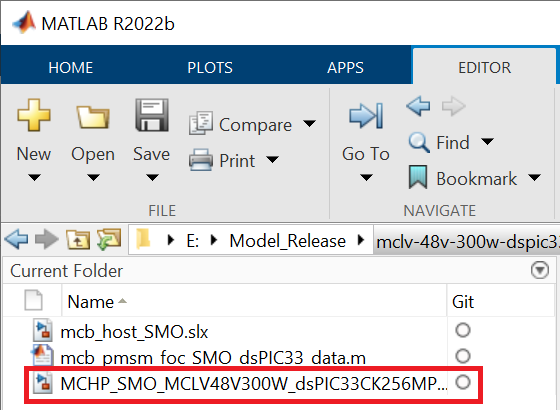 MATLAB R2022b
HOME PLOTS APPS EDITOR
New Open Save Compare Print Go To Find Bookmark
FILE NAVIGATE
E: Model_Release mclv-48v-300w-dspic33
Current Folder
Name Git
mcb_host_SMO.slx
mcb_pmsm_foc_SMO_dsPIC33_data.m
MCHP_SMO_MCLV48V300W_dsPIC33CK256MP...